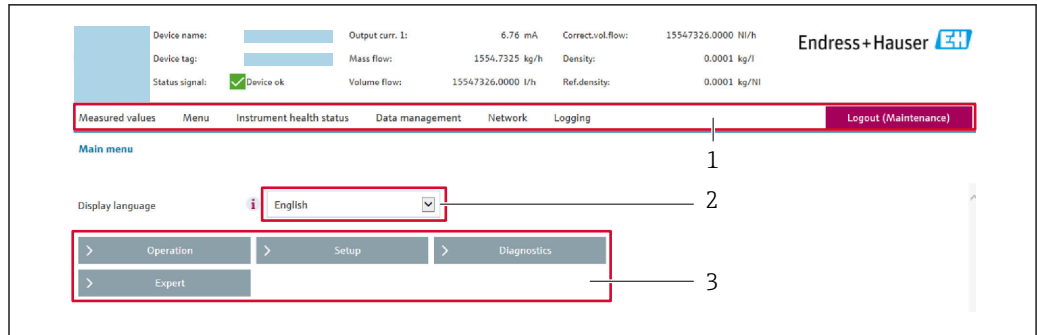 Device name: Output curr. 1: 6.76 mA Correct.vol.flow: 15547326.0000 Nl/h
Endress+Hauser EH
Device tag: Mass flow: 1554.7325 kg/h Density: 0.0001 kg/l
Status signal: Device ok Volume flow: 15547326.0000 l/h Ref.density: 0.0001 kg/Nl
Measured values Menu Instrument health status Data management Network Logging Logout (Maintenance)
1
Main menu
Display language i English 2
> Operation > Setup > Diagnostics
> Expert 3